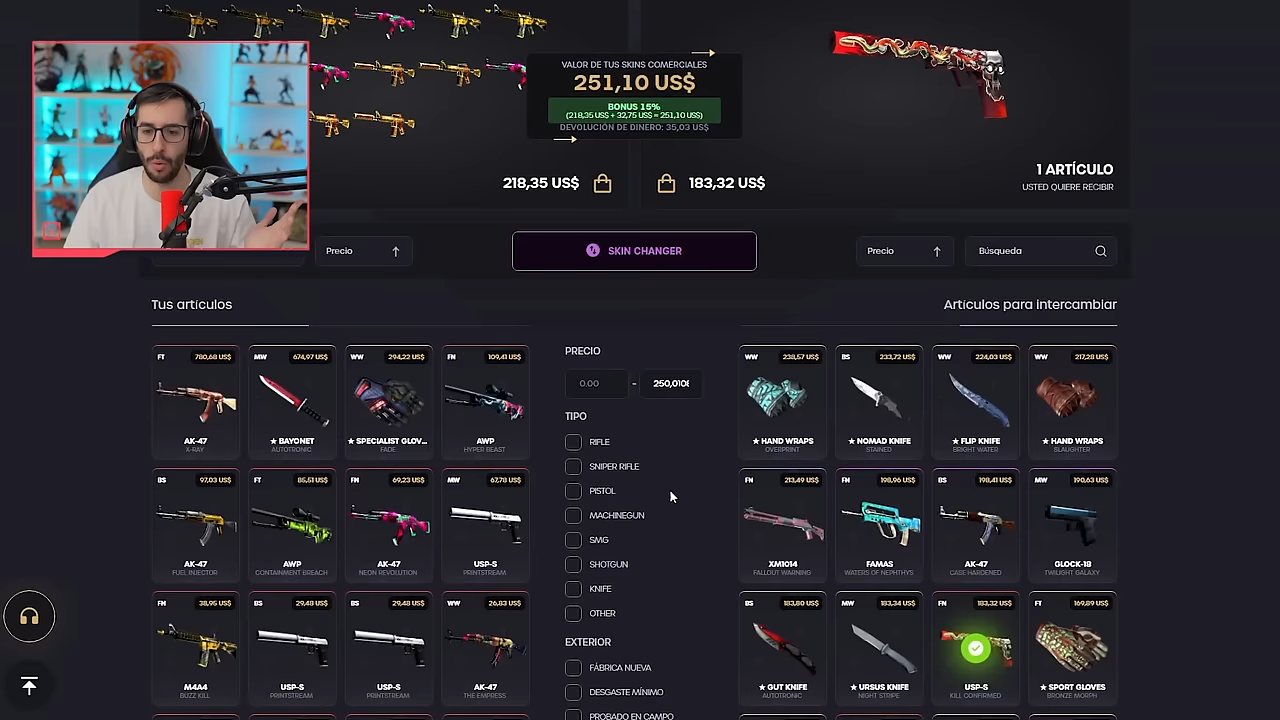 VALOR DE TUS SKINS COMERCIALES
251,10 US$
BONUS 15%
(218,35 US$ + 32,75 US$ = 251,10 US$)
DEVOLUCIÓN DE DINERO: 35,03 US$
218,35 US$
183,32 US$
1 ARTÍCULO
USTED QUIERE RECIBIR
Precio
SKIN CHANGER
Precio
Búsqueda
Tus artículos
Artículos para intercambiar
FT 780,68 US$
AK-47
X-RAY
MW 674,97 US$
★ BAYONET
AUTOTRONIC
WW 294,22 US$
★ SPECIALIST GLOV...
FADE
FN 109,41 US$
AWP
HYPER BEAST
BS 97,03 US$
AK-47
FUEL INJECTOR
FT 85,51 US$
AWP
CONTAINMENT BREACH
FN 69,23 US$
AK-47
NEON REVOLUTION
MW 67,78 US$
USP-S
PRINTSTREAM
FN 38,95 US$
M4A4
BUZZ KILL
BS 29,48 US$
USP-S
PRINTSTREAM
BS 29,48 US$
USP-S
PRINTSTREAM
WW 26,83 US$
AK-47
THE EMPRESS
PRECIO
0.00 - 250,010
TIPO
RIFLE
SNIPER RIFLE
PISTOL
MACHINEGUN
SMG
SHOTGUN
KNIFE
OTHER
EXTERIOR
FÁBRICA NUEVA
DESGASTE MÍNIMO
PROBADO EN CAMPO
WW 238,57 US$
★ HAND WRAPS
OVERPRINT
BS 233,72 US$
★ NOMAD KNIFE
STAINED
WW 224,03 US$
★ FLIP KNIFE
BRIGHT WATER
WW 217,28 US$
★ HAND WRAPS
SLAUGHTER
FN 213,49 US$
XM1014
FALLOUT WARNING
FN 198,96 US$
FAMAS
WATERS OF NEPHTHYS
BS 198,41 US$
AK-47
CASE HARDENED
MW 190,63 US$
GLOCK-18
TWILIGHT GALAXY
BS 183,80 US$
★ GUT KNIFE
AUTOTRONIC
MW 183,34 US$
★ URSUS KNIFE
NIGHT STRIPE
FN 183,32 US$
USP-S
KILL CONFIRMED
FT 169,89 US$
★ SPORT GLOVES
BRONZE MORPH